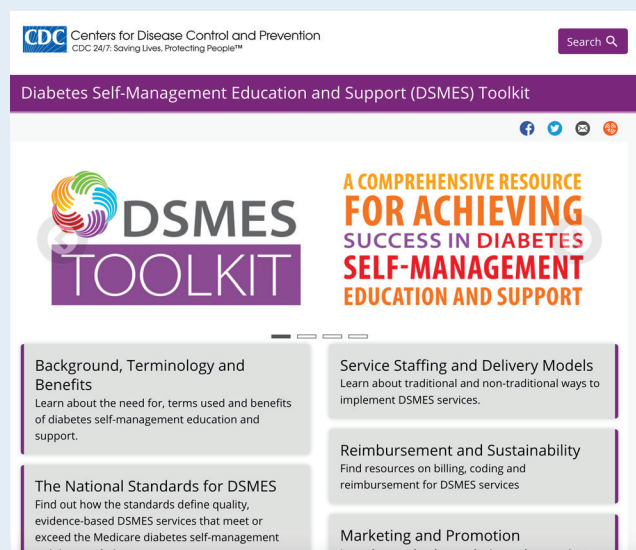 CDC Centers for Disease Control and Prevention
CDC 24/7: Saving Lives, Protecting People™
Search
Diabetes Self-Management Education and Support (DSMES) Toolkit
DSMES
TOOLKIT
A COMPREHENSIVE RESOURCE
FOR ACHIEVING
SUCCESS IN DIABETES
SELF-MANAGEMENT
EDUCATION AND SUPPORT
Background, Terminology and
Benefits
Learn about the need for, terms used and benefits
of diabetes self-management education and
support.
The National Standards for DSMES
Find out how the standards define quality,
evidence-based DSMES services that meet or
exceed the Medicare diabetes self-management
Service Staffing and Delivery Models
Learn about traditional and non-traditional ways to
implement DSMES services.
Reimbursement and Sustainability
Find resources on billing, coding and
reimbursement for DSMES services
Marketing and Promotion